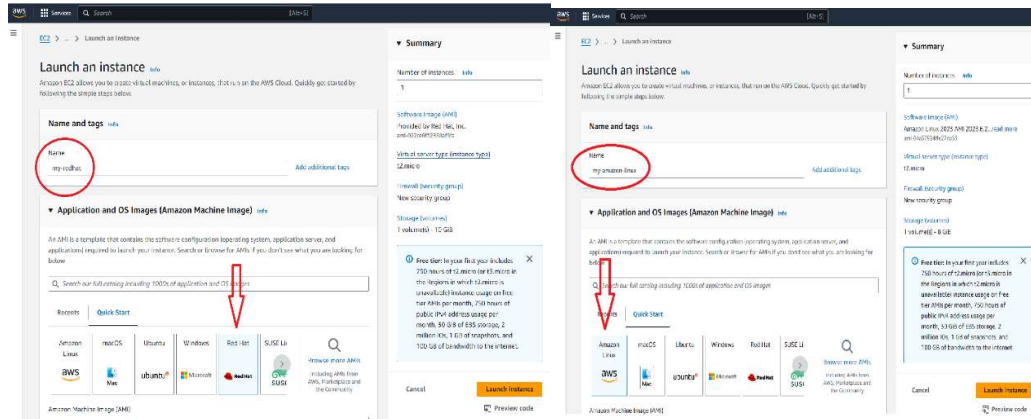 aws
Services
Search
[Alt+S]
EC2 > ... > Launch an instance
Launch an instance Info
Amazon EC2 allows you to create virtual machines, or instances, that run on the AWS Cloud. Quickly get started by
following the simple steps below.
Name and tags Info
Name
my-redhat
Add additional tags
▼ Application and OS Images (Amazon Machine Image) Info
An AMI is a template that contains the software configuration (operating system, application server, and
applications) required to launch your instance. Search or Browse for AMIs if you don't see what you are looking for
below
Search our full catalog including 1000s of application and OS images
Recents
Quick Start
Amazon
Linux
macOS
Ubuntu
Windows
Red Hat
SUSE Li
aws
Mac
ubuntu®
Microsoft
Red Hat
SUSI
Browse more AMIs
Including AMIs from
AWS, Marketplace and
the Community
Amazon Machine Image (AMI)
▼ Summary
Number of instances Info
1
Software Image (AMI)
Provided by Red Hat, Inc.
Virtual server type (instance type)
t2.micro
Firewall (security group)
New security group
Storage (volumes)
1 volume(s) - 10 GiB
Free tier: In your first year includes
750 hours of t2.micro (or t3.micro in
the Regions in which t2.micro is
unavailable) instance usage on free
tier AMIs per month, 750 hours of
public IPv4 address usage per
month, 30 GiB of EBS storage, 2
million IOs, 1 GB of snapshots, and
100 GB of bandwidth to the internet.
Cancel
Launch instance
Preview code
aws
Services
Search
[Alt+S]
EC2 > ... > Launch an instance
Launch an instance Info
Amazon EC2 allows you to create virtual machines, or instances, that run on the AWS Cloud. Quickly get started by
following the simple steps below.
Name and tags Info
Name
my-amazon-linux
Add additional tags
▼ Application and OS Images (Amazon Machine Image) Info
An AMI is a template that contains the software configuration (operating system, application server, and
applications) required to launch your instance. Search or Browse for AMIs if you don't see what you are looking for
below
Search our full catalog including 1000s of application and OS images
Recents
Quick Start
Amazon
Linux
macOS
Ubuntu
Windows
Red Hat
SUSE Li
aws
Mac
ubuntu®
Microsoft
Red Hat
SUSI
Browse more AMIs
Including AMIs from
AWS, Marketplace and
the Community
Amazon Machine Image (AMI)
▼ Summary
Number of instances Info
1
Software Image (AMI)
Amazon Linux 2023 AMI 2023.6.2...read more
Virtual server type (instance type)
t2.micro
Firewall (security group)
New security group
Storage (volumes)
1 volume(s) - 8 GiB
Free tier: In your first year includes
750 hours of t2.micro (or t3.micro in
the Regions in which t2.micro is
unavailable) instance usage on free
tier AMIs per month, 750 hours of
public IPv4 address usage per
month, 30 GiB of EBS storage, 2
million IOs, 1 GB of snapshots, and
100 GB of bandwidth to the internet.
Cancel
Launch instance
Preview code